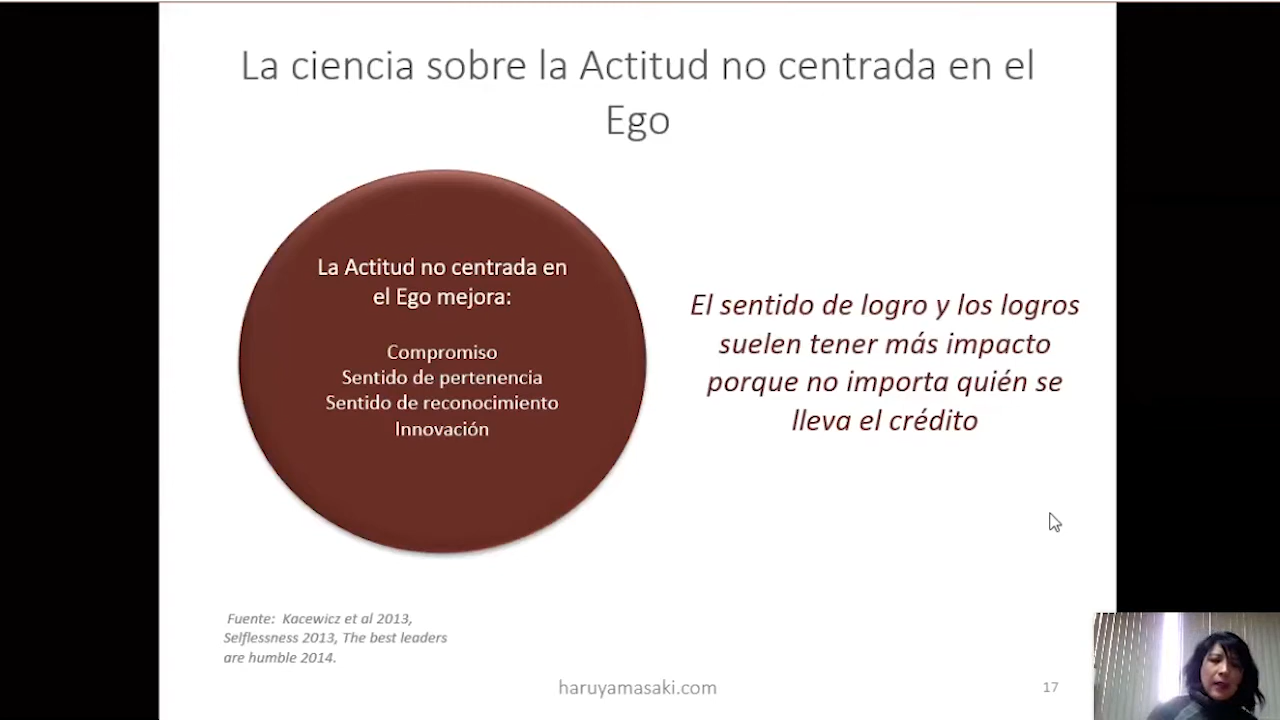 La ciencia sobre la Actitud no centrada en el
Ego
La Actitud no centrada en
el Ego mejora:
Compromiso
Sentido de pertenencia
Sentido de reconocimiento
Innovación
El sentido de logro y los logros
suelen tener más impacto
porque no importa quién se
lleva el crédito
Fuente: Kacewicz et al 2013,
Selflessness 2013, The best leaders
are humble 2014.
haruyamasaki.com
17